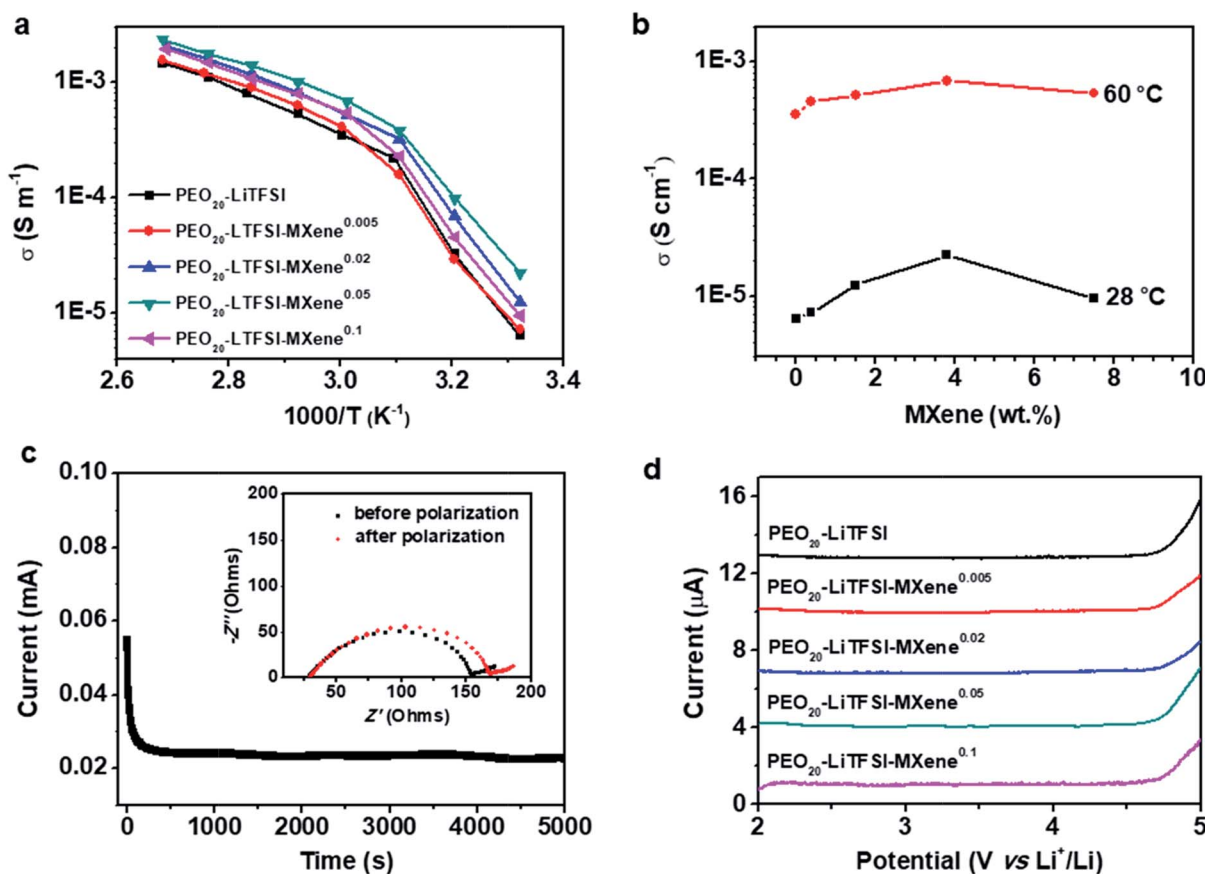 a
1E-3
1E-4
1E-5
σ (S m⁻¹)
PEO₂₀-LiTFSI
PEO₂₀-LTFSI-MXene⁰·⁰⁰⁵
PEO₂₀-LTFSI-MXene⁰·⁰²
PEO₂₀-LTFSI-MXene⁰·⁰⁵
PEO₂₀-LTFSI-MXene⁰·¹
2.6 2.8 3.0 3.2 3.4
1000/T (K⁻¹)
b
1E-3
1E-4
1E-5
σ (S cm⁻¹)
60 °C
28 °C
0 2 4 6 8 10
MXene (wt.%)
c
0.10
0.08
0.06
0.04
0.02
Current (mA)
200
150
100
50
0
-Z''(Ohms)
before polarization
after polarization
50 100 150 200
Z' (Ohms)
0 1000 2000 3000 4000 5000
Time (s)
d
16
12
8
4
0
Current (μA)
PEO₂₀-LiTFSI
PEO₂₀-LiTFSI-MXene⁰·⁰⁰⁵
PEO₂₀-LiTFSI-MXene⁰·⁰²
PEO₂₀-LiTFSI-MXene⁰·⁰⁵
PEO₂₀-LiTFSI-MXene⁰·¹
2 3 4 5
Potential (V vs Li⁺/Li)